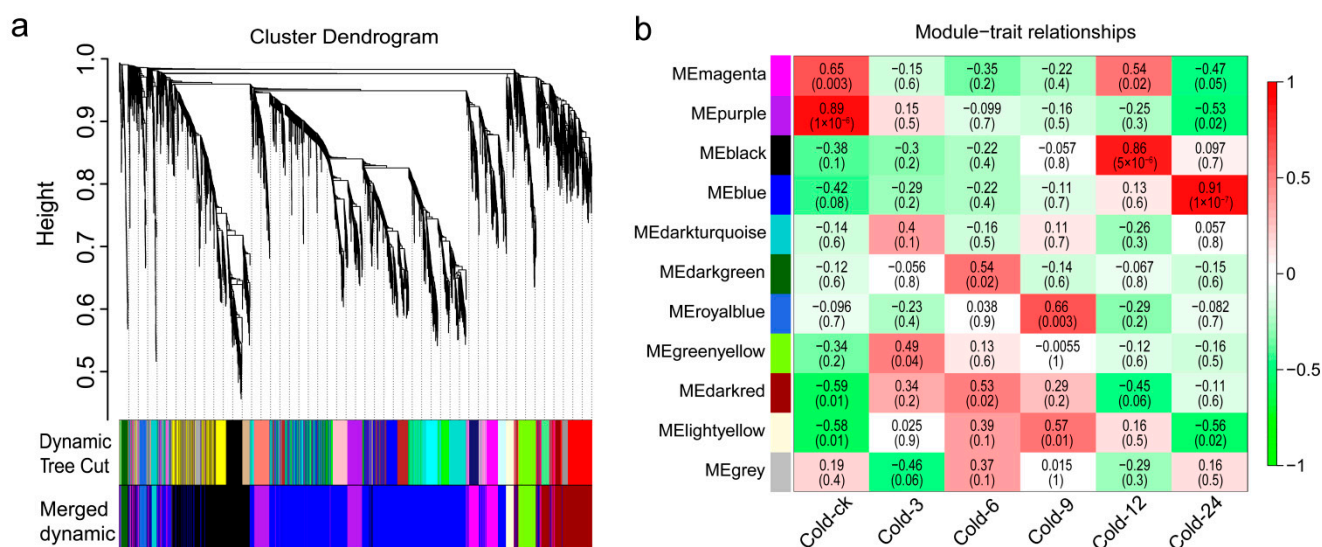 a
Cluster Dendrogram
Height
1.0
0.9
0.8
0.7
0.6
0.5
Dynamic
Tree Cut
Merged
dynamic
b
Module−trait relationships
MEmagenta
0.65 −0.15 −0.35 −0.22 0.54 −0.47
(0.003) (0.6) (0.2) (0.4) (0.02) (0.05)
MEpurple
0.89 0.15 −0.099 −0.16 −0.25 −0.53
(1×10⁻⁶) (0.5) (0.7) (0.5) (0.3) (0.02)
MEblack
−0.38 −0.3 −0.22 −0.057 0.86 0.097
(0.1) (0.2) (0.4) (0.8) (5×10⁻⁶) (0.7)
MEblue
−0.42 −0.29 −0.22 −0.11 0.13 0.91
(0.08) (0.2) (0.4) (0.7) (0.6) (1×10⁻⁷)
MEdarkturquoise
−0.14 0.4 −0.16 0.11 −0.26 0.057
(0.6) (0.1) (0.5) (0.7) (0.3) (0.8)
MEdarkgreen
−0.12 −0.056 0.54 −0.14 −0.067 −0.15
(0.6) (0.8) (0.02) (0.6) (0.8) (0.6)
MEroyalblue
−0.096 −0.23 0.038 0.66 −0.29 −0.082
(0.7) (0.4) (0.9) (0.003) (0.2) (0.7)
MEgreenyellow
−0.34 0.49 0.13 −0.0055 −0.12 −0.16
(0.2) (0.04) (0.6) (1) (0.6) (0.5)
MEdarkred
−0.59 0.34 0.53 0.29 −0.45 −0.11
(0.01) (0.2) (0.02) (0.2) (0.06) (0.6)
MElightyellow
−0.58 0.025 0.39 0.57 0.16 −0.56
(0.01) (0.9) (0.1) (0.01) (0.5) (0.02)
MEgrey
0.19 −0.46 0.37 0.015 −0.29 0.16
(0.4) (0.06) (0.1) (1) (0.3) (0.5)
Cold-ck Cold-3 Cold-6 Cold-9 Cold-12 Cold-24
1
0.5
0
−0.5
−1